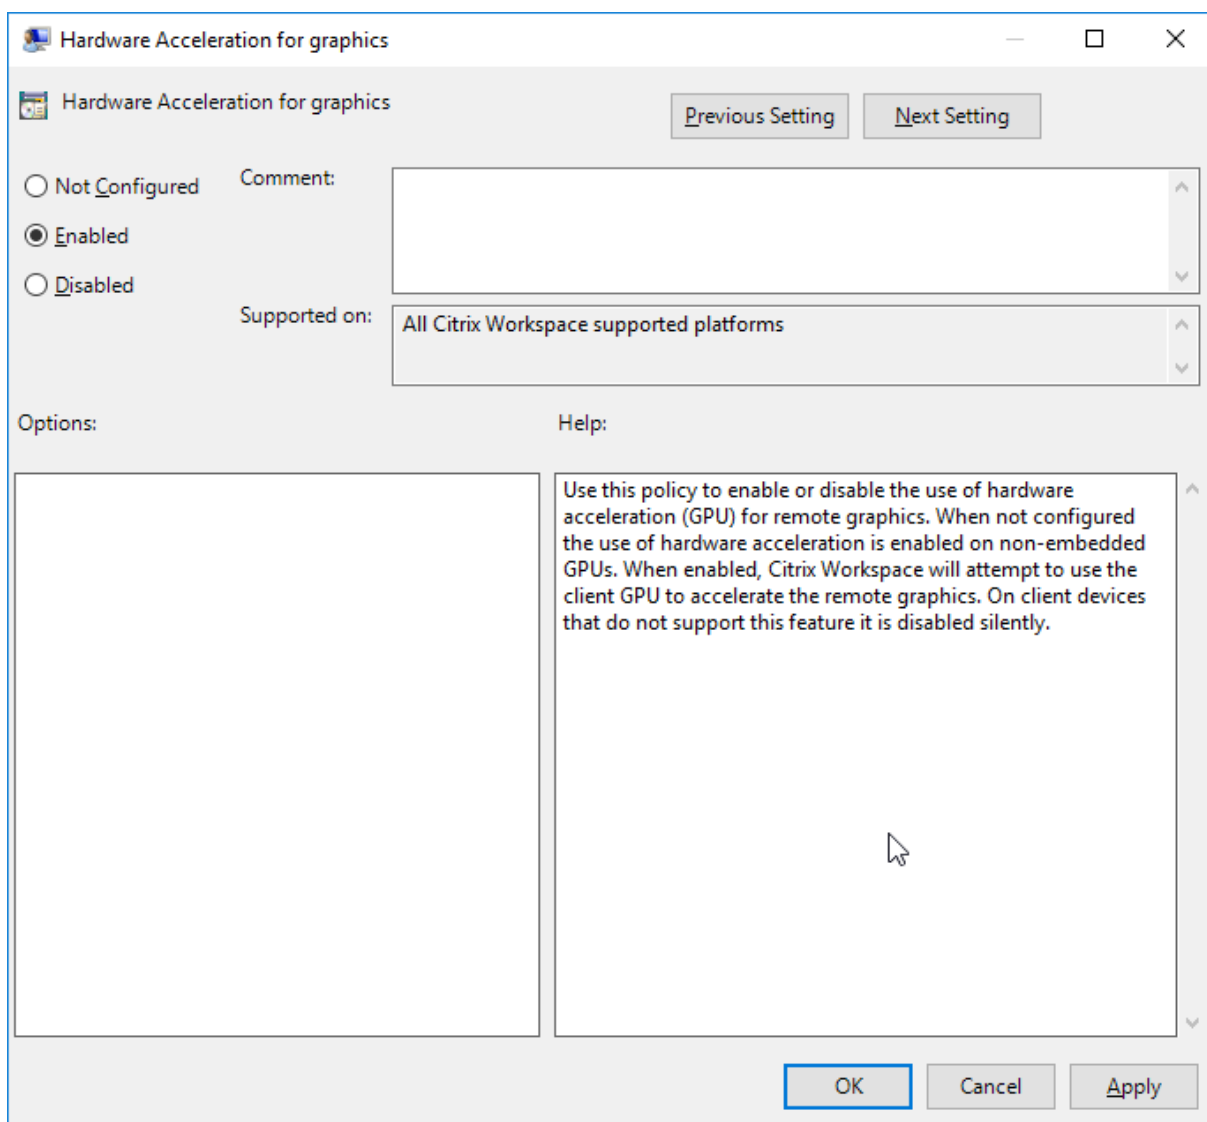 Hardware Acceleration for graphics
Hardware Acceleration for graphics
Previous Setting
Next Setting
Not Configured
Comment:
Enabled
Disabled
Supported on:
All Citrix Workspace supported platforms
Options:
Help:
Use this policy to enable or disable the use of hardware
acceleration (GPU) for remote graphics. When not configured
the use of hardware acceleration is enabled on non-embedded
GPUs. When enabled, Citrix Workspace will attempt to use the
client GPU to accelerate the remote graphics. On client devices
that do not support this feature it is disabled silently.
OK
Cancel
Apply